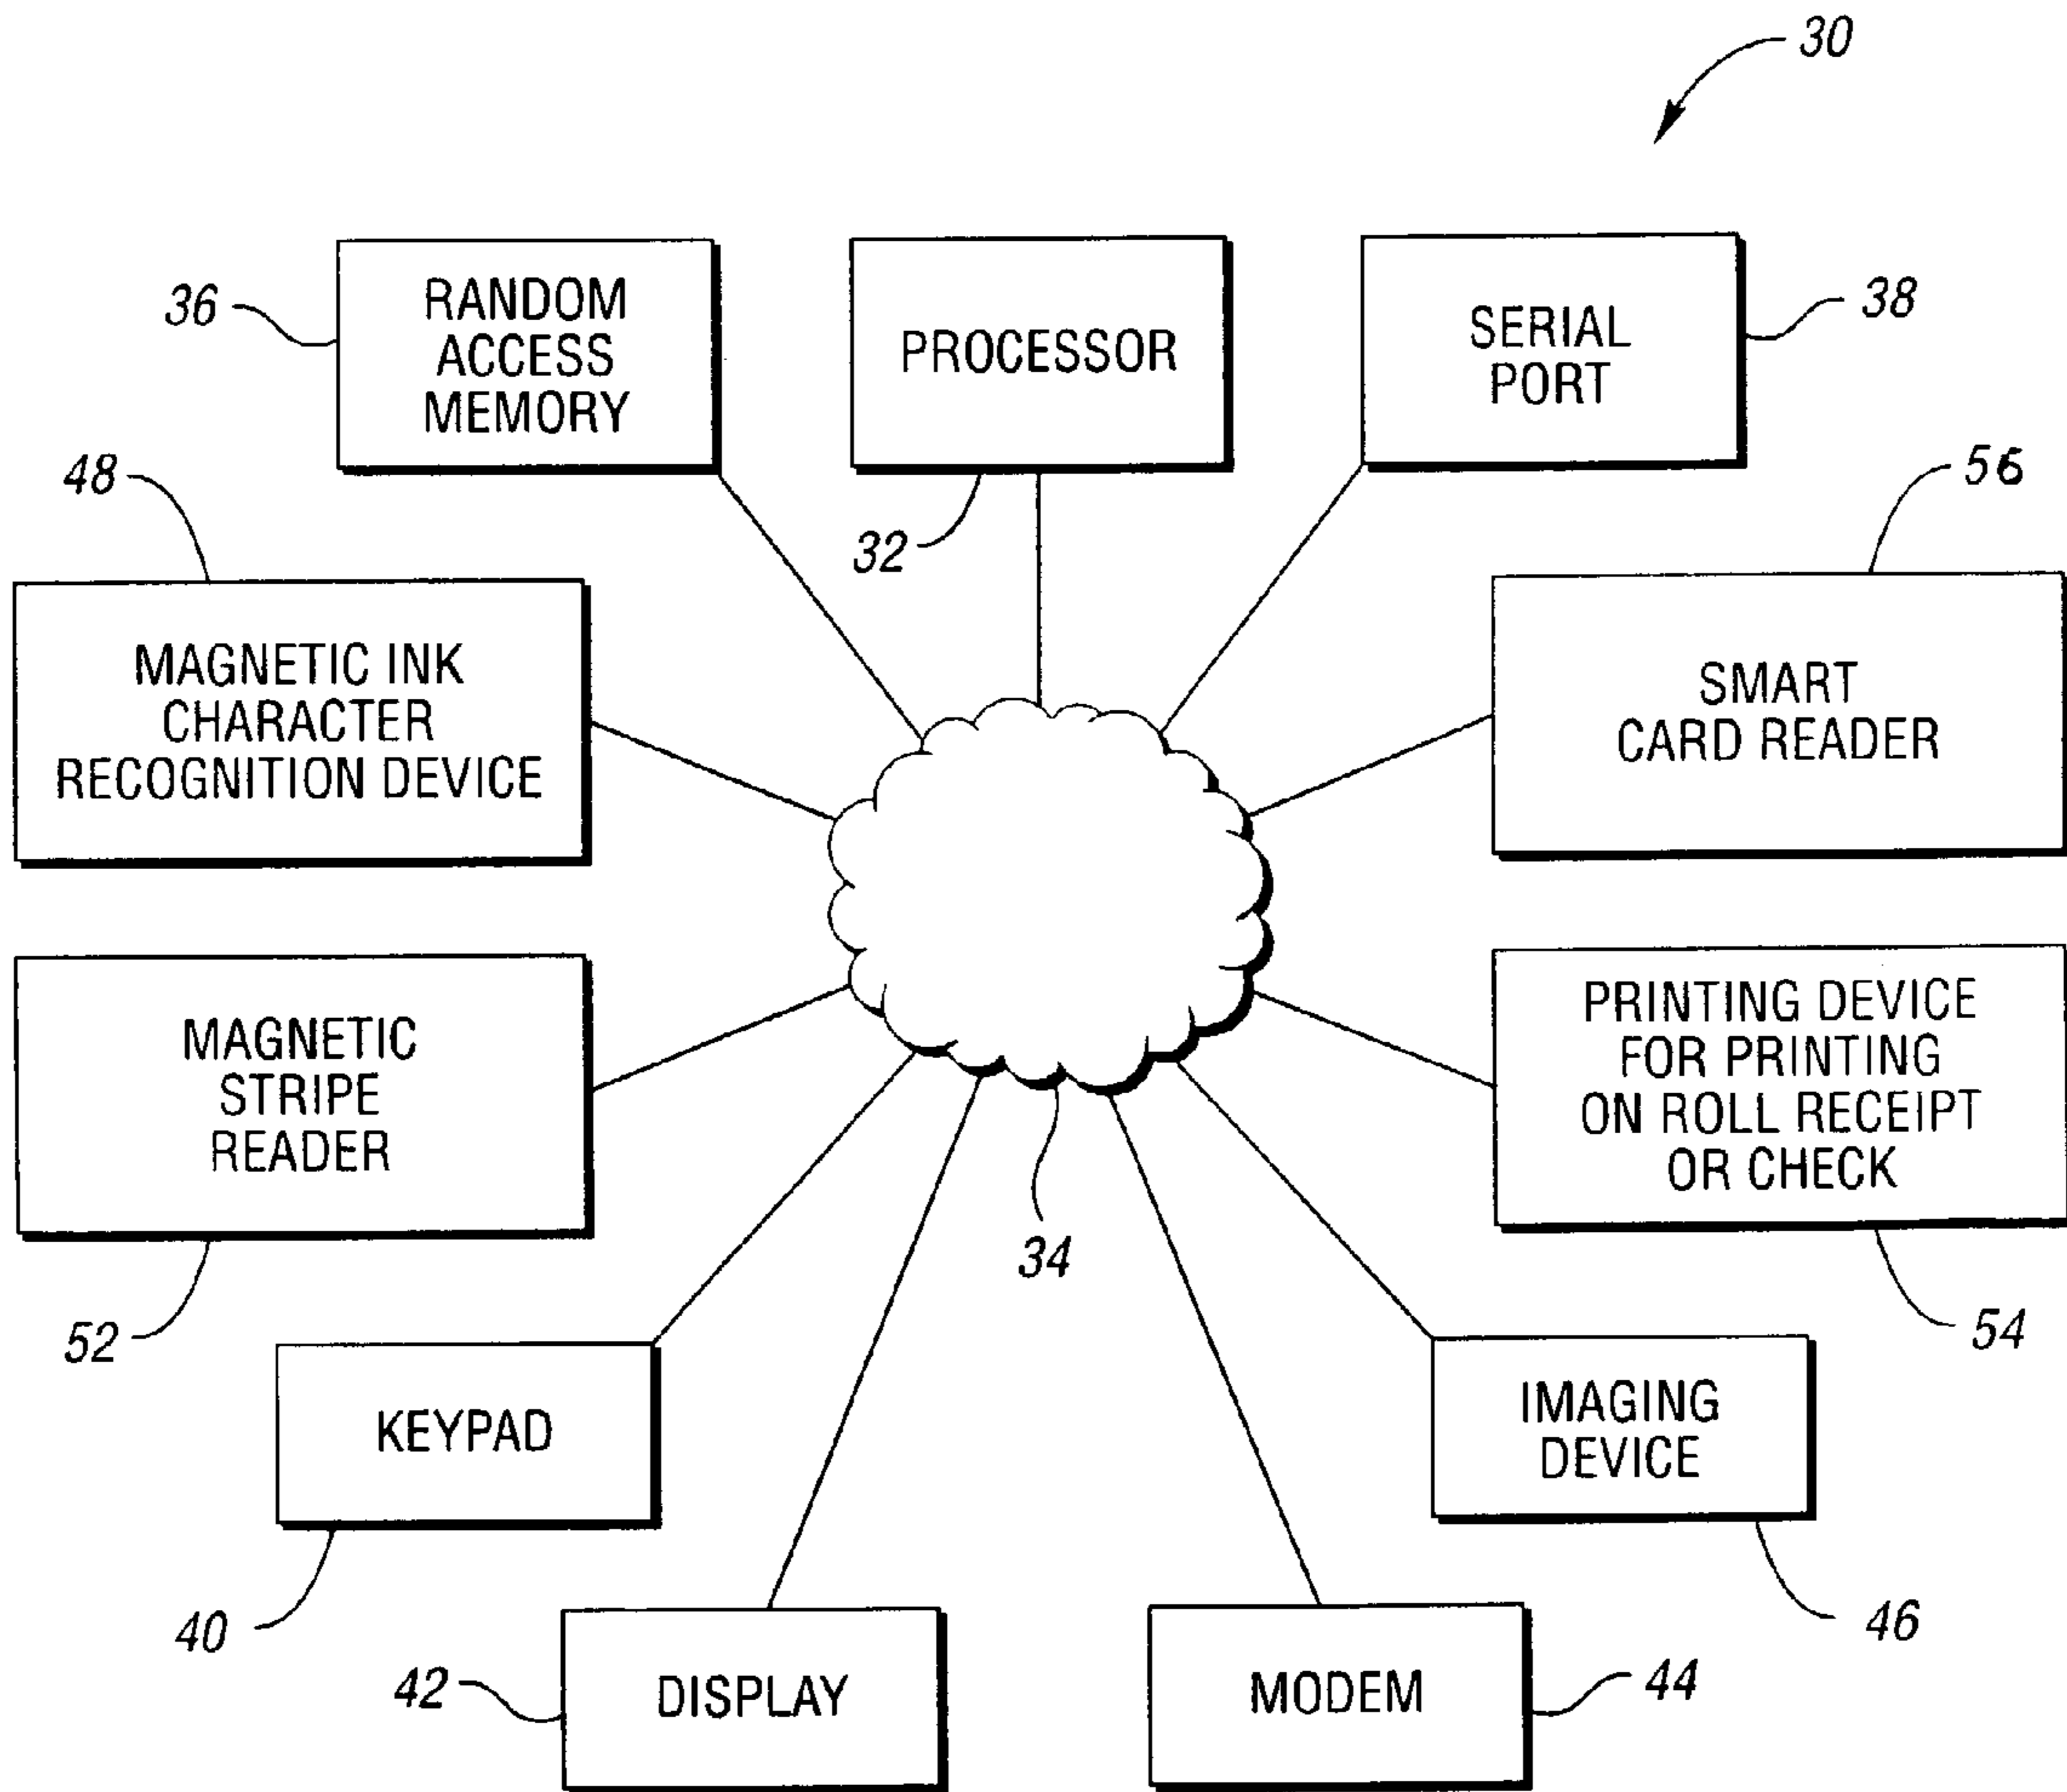 30
RANDOM
ACCESS
MEMORY
36
PROCESSOR
32
SERIAL
PORT
38
48
MAGNETIC INK
CHARACTER
RECOGNITION DEVICE
56
SMART
CARD READER
MAGNETIC
STRIPE
READER
52
34
PRINTING DEVICE
FOR PRINTING
ON ROLL RECEIPT
OR CHECK
54
KEYPAD
40
IMAGING
DEVICE
46
DISPLAY
42
MODEM
44